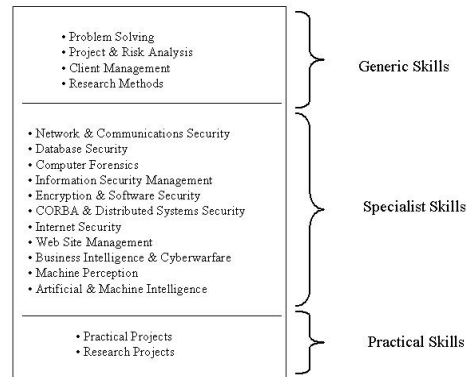 • Problem Solving
• Project & Risk Analysis
• Client Management
• Research Methods
Generic Skills
• Network & Communications Security
• Database Security
• Computer Forensics
• Information Security Management
• Encryption & Software Security
• CORBA & Distributed Systems Security
• Internet Security
• Web Site Management
• Business Intelligence & Cyberwarfare
• Machine Perception
• Artificial & Machine Intelligence
Specialist Skills
• Practical Projects
• Research Projects
Practical Skills